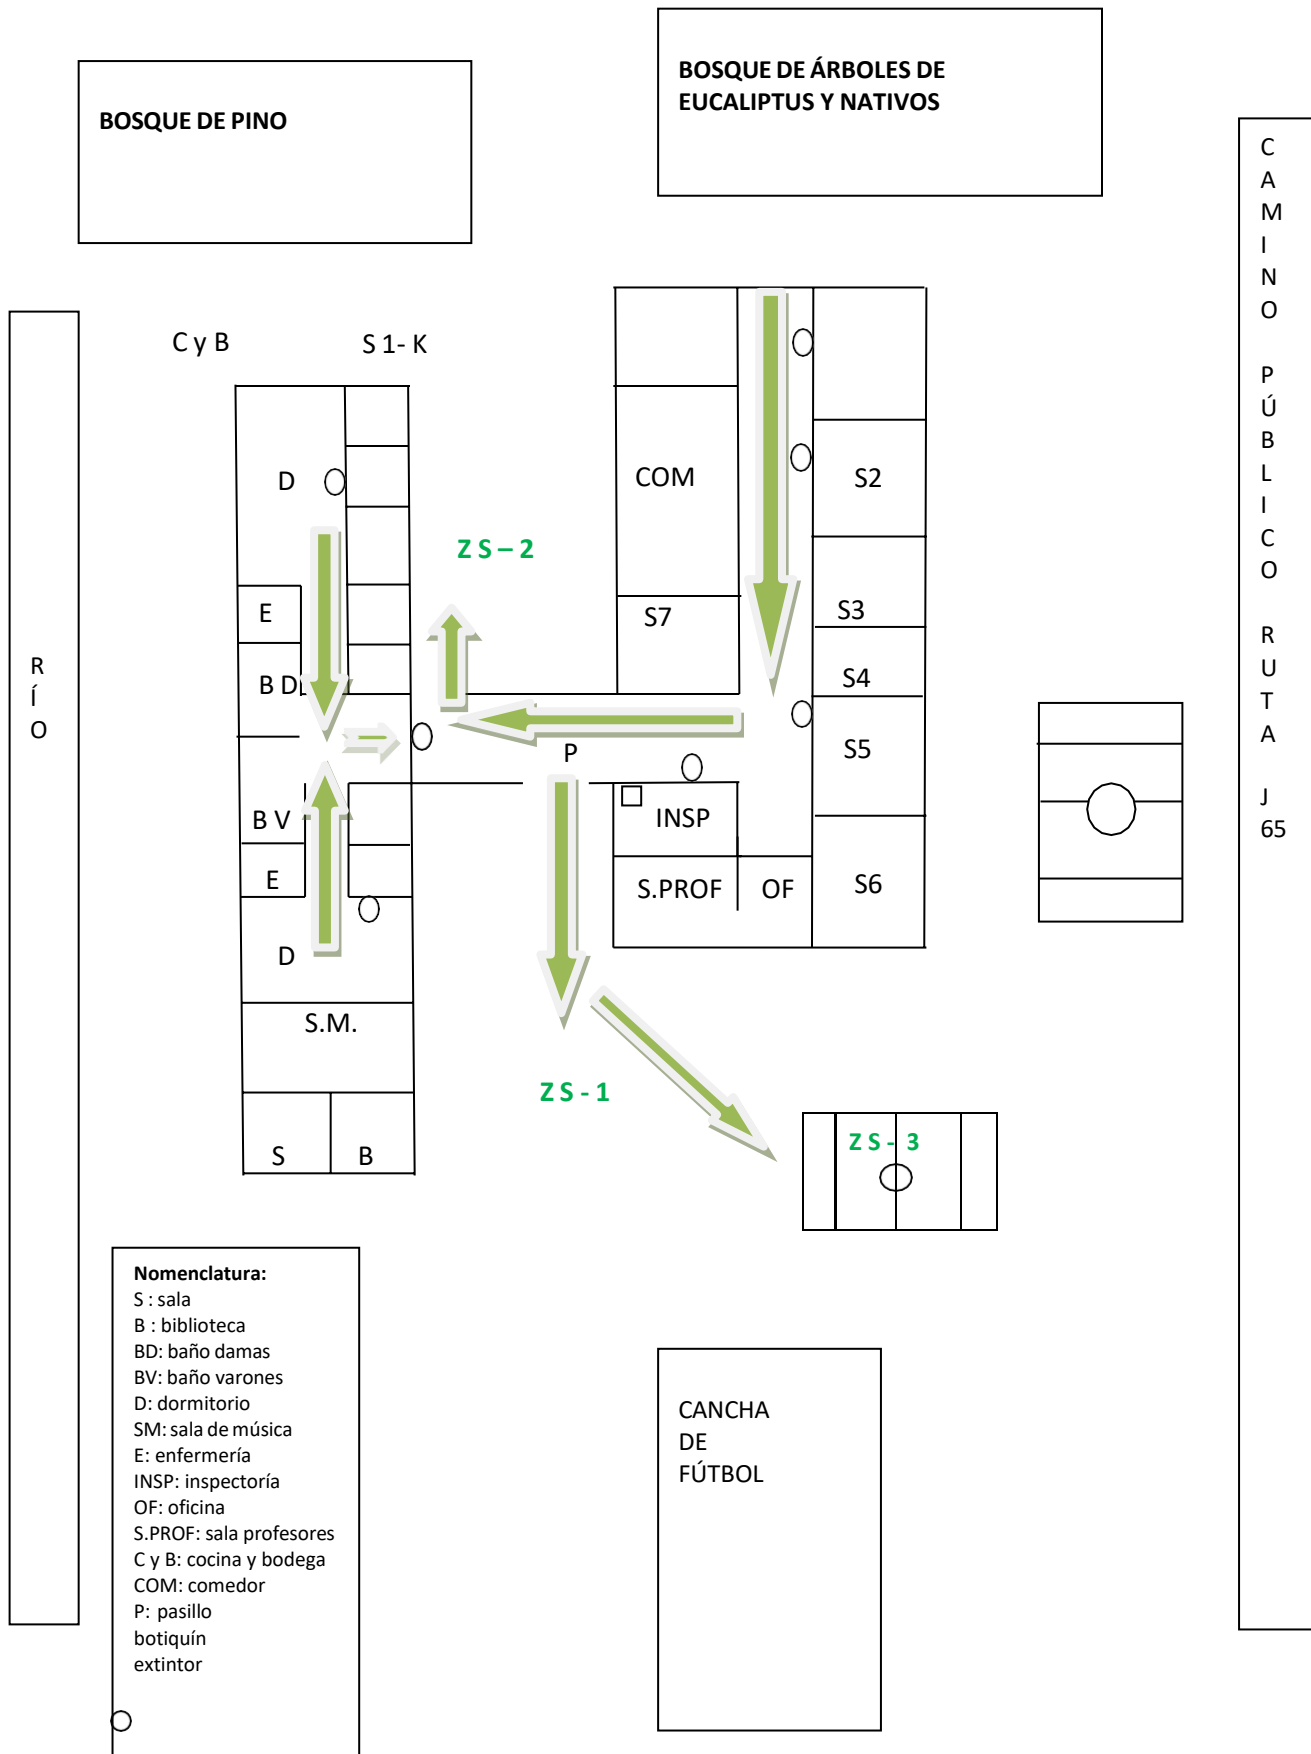 BOSQUE DE PINO
BOSQUE DE ÁRBOLES DE
EUCALIPTUS Y NATIVOS
C
A
M
I
N
O
P
Ú
B
L
I
C
O
R
U
T
A
J
65
R
Í
O
C y B
S 1- K
D
COM
S2
Z S – 2
E
S7
S3
B D
S4
P
S5
B V
INSP
E
S.PROF
OF
S6
D
S.M.
Z S - 1
Z S - 3
S
B
Nomenclatura:
S : sala
B : biblioteca
BD: baño damas
BV: baño varones
D: dormitorio
SM: sala de música
E: enfermería
INSP: inspectoría
OF: oficina
S.PROF: sala profesores
C y B: cocina y bodega
COM: comedor
P: pasillo
botiquín
extintor
CANCHA
DE
FÚTBOL